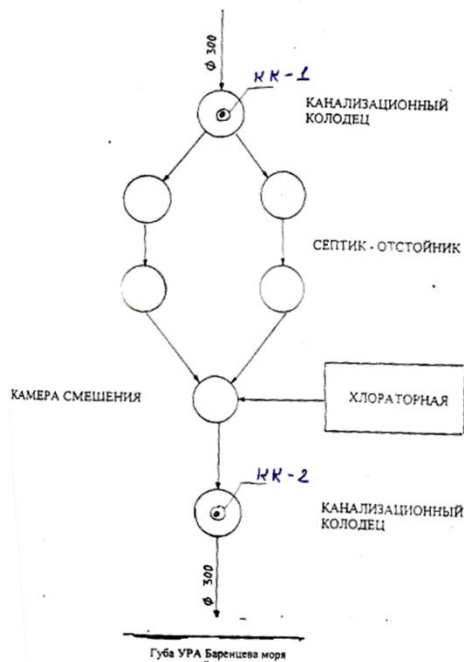 Ф 300
КК-1
КАНАЛИЗАЦИОННЫЙ
КОЛОДЕЦ
СЕПТИК - ОТСТОЙНИК
КАМЕРА СМЕШЕНИЯ
ХЛОРАТОРНАЯ
КК-2
КАНАЛИЗАЦИОННЫЙ
КОЛОДЕЦ
Ф 300
Губа УРА Баренцева моря